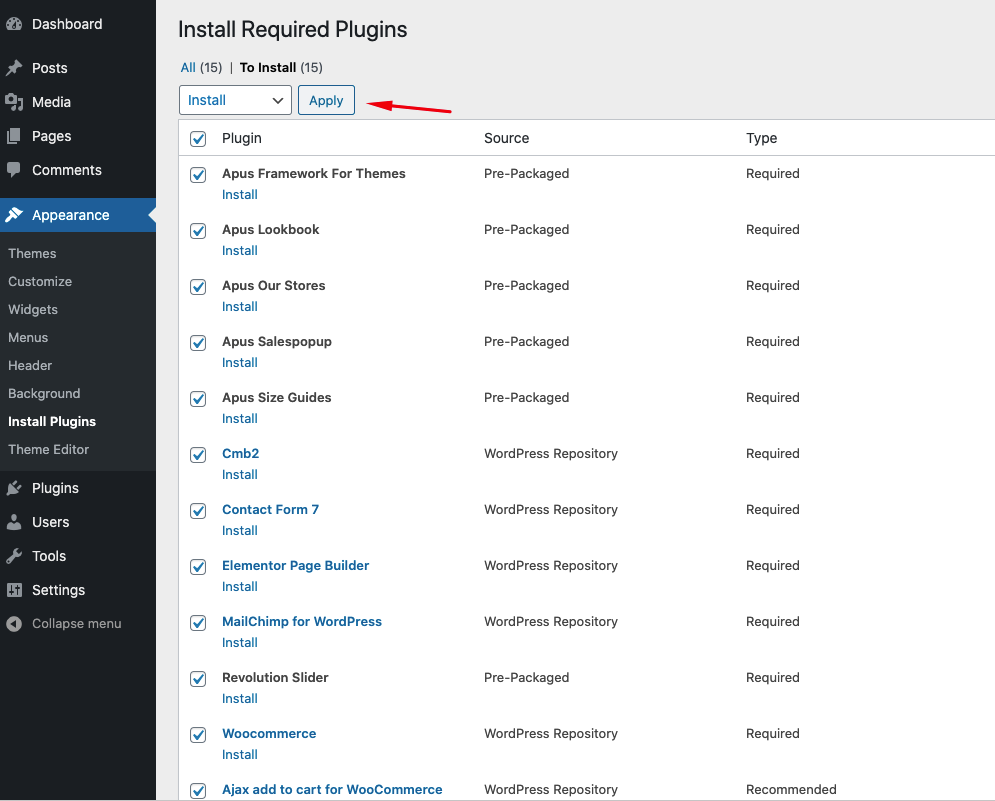 Dashboard
Posts
Media
Pages
Comments
Appearance
Themes
Customize
Widgets
Menus
Header
Background
Install Plugins
Theme Editor
Plugins
Users
Tools
Settings
Collapse menu
Install Required Plugins
All (15) | To Install (15)
Install Apply
Plugin Source Type
Apus Framework For Themes Pre-Packaged Required
Install
Apus Lookbook Pre-Packaged Required
Install
Apus Our Stores Pre-Packaged Required
Install
Apus Salespopup Pre-Packaged Required
Install
Apus Size Guides Pre-Packaged Required
Install
Cmb2 WordPress Repository Required
Install
Contact Form 7 WordPress Repository Required
Install
Elementor Page Builder WordPress Repository Required
Install
MailChimp for WordPress WordPress Repository Required
Install
Revolution Slider Pre-Packaged Required
Install
Woocommerce WordPress Repository Required
Install
Ajax add to cart for WooCommerce WordPress Repository Recommended